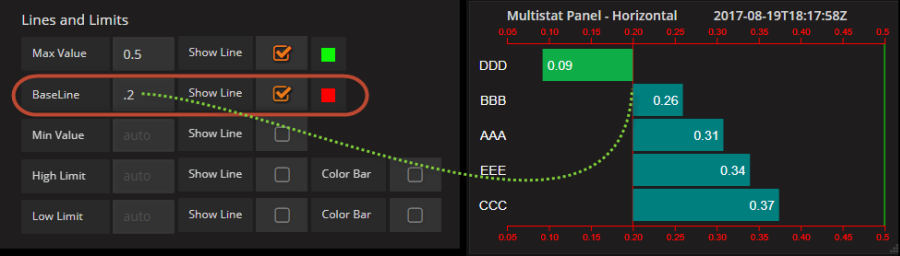 Lines and Limits
Max Value 0.5 Show Line
BaseLine .2 Show Line
Min Value auto Show Line
High Limit auto Show Line Color Bar
Low Limit auto Show Line Color Bar
Multistat Panel - Horizontal 2017-08-19T18:17:58Z
0.05 0.10 0.15 0.20 0.25 0.30 0.35 0.40 0.45 0.5
DDD 0.09
BBB 0.26
AAA 0.31
EEE 0.34
CCC 0.37
0.05 0.10 0.15 0.20 0.25 0.30 0.35 0.40 0.45 0.5